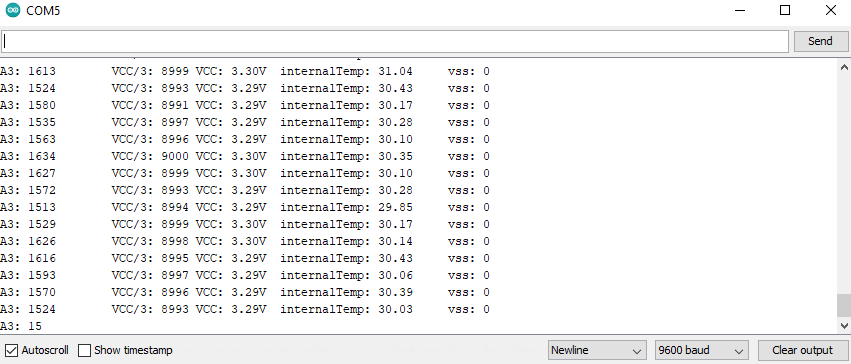 COM5
Send
A3: 1613 VCC/3: 8999 VCC: 3.30V internalTemp: 31.04 vss: 0
A3: 1524 VCC/3: 8993 VCC: 3.29V internalTemp: 30.43 vss: 0
A3: 1580 VCC/3: 8991 VCC: 3.29V internalTemp: 30.17 vss: 0
A3: 1535 VCC/3: 8997 VCC: 3.29V internalTemp: 30.28 vss: 0
A3: 1563 VCC/3: 8996 VCC: 3.29V internalTemp: 30.10 vss: 0
A3: 1634 VCC/3: 9000 VCC: 3.30V internalTemp: 30.35 vss: 0
A3: 1627 VCC/3: 8999 VCC: 3.30V internalTemp: 30.10 vss: 0
A3: 1572 VCC/3: 8993 VCC: 3.29V internalTemp: 30.28 vss: 0
A3: 1513 VCC/3: 8994 VCC: 3.29V internalTemp: 29.85 vss: 0
A3: 1529 VCC/3: 8999 VCC: 3.30V internalTemp: 30.17 vss: 0
A3: 1626 VCC/3: 8998 VCC: 3.30V internalTemp: 30.14 vss: 0
A3: 1616 VCC/3: 8995 VCC: 3.29V internalTemp: 30.43 vss: 0
A3: 1593 VCC/3: 8997 VCC: 3.29V internalTemp: 30.06 vss: 0
A3: 1570 VCC/3: 8996 VCC: 3.29V internalTemp: 30.39 vss: 0
A3: 1524 VCC/3: 8993 VCC: 3.29V internalTemp: 30.03 vss: 0
A3: 15
Autoscroll Show timestamp Newline 9600 baud Clear output